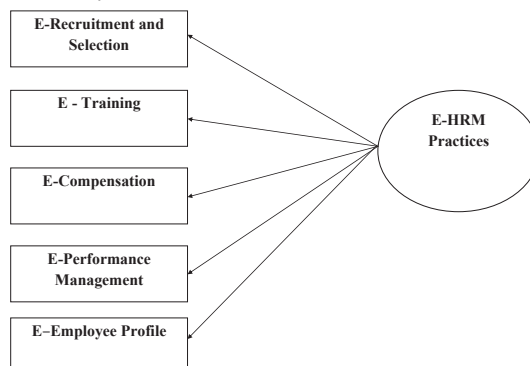 E-Recruitment and
Selection
E - Training
E-HRM
Practices
E-Compensation
E-Performance
Management
E–Employee Profile